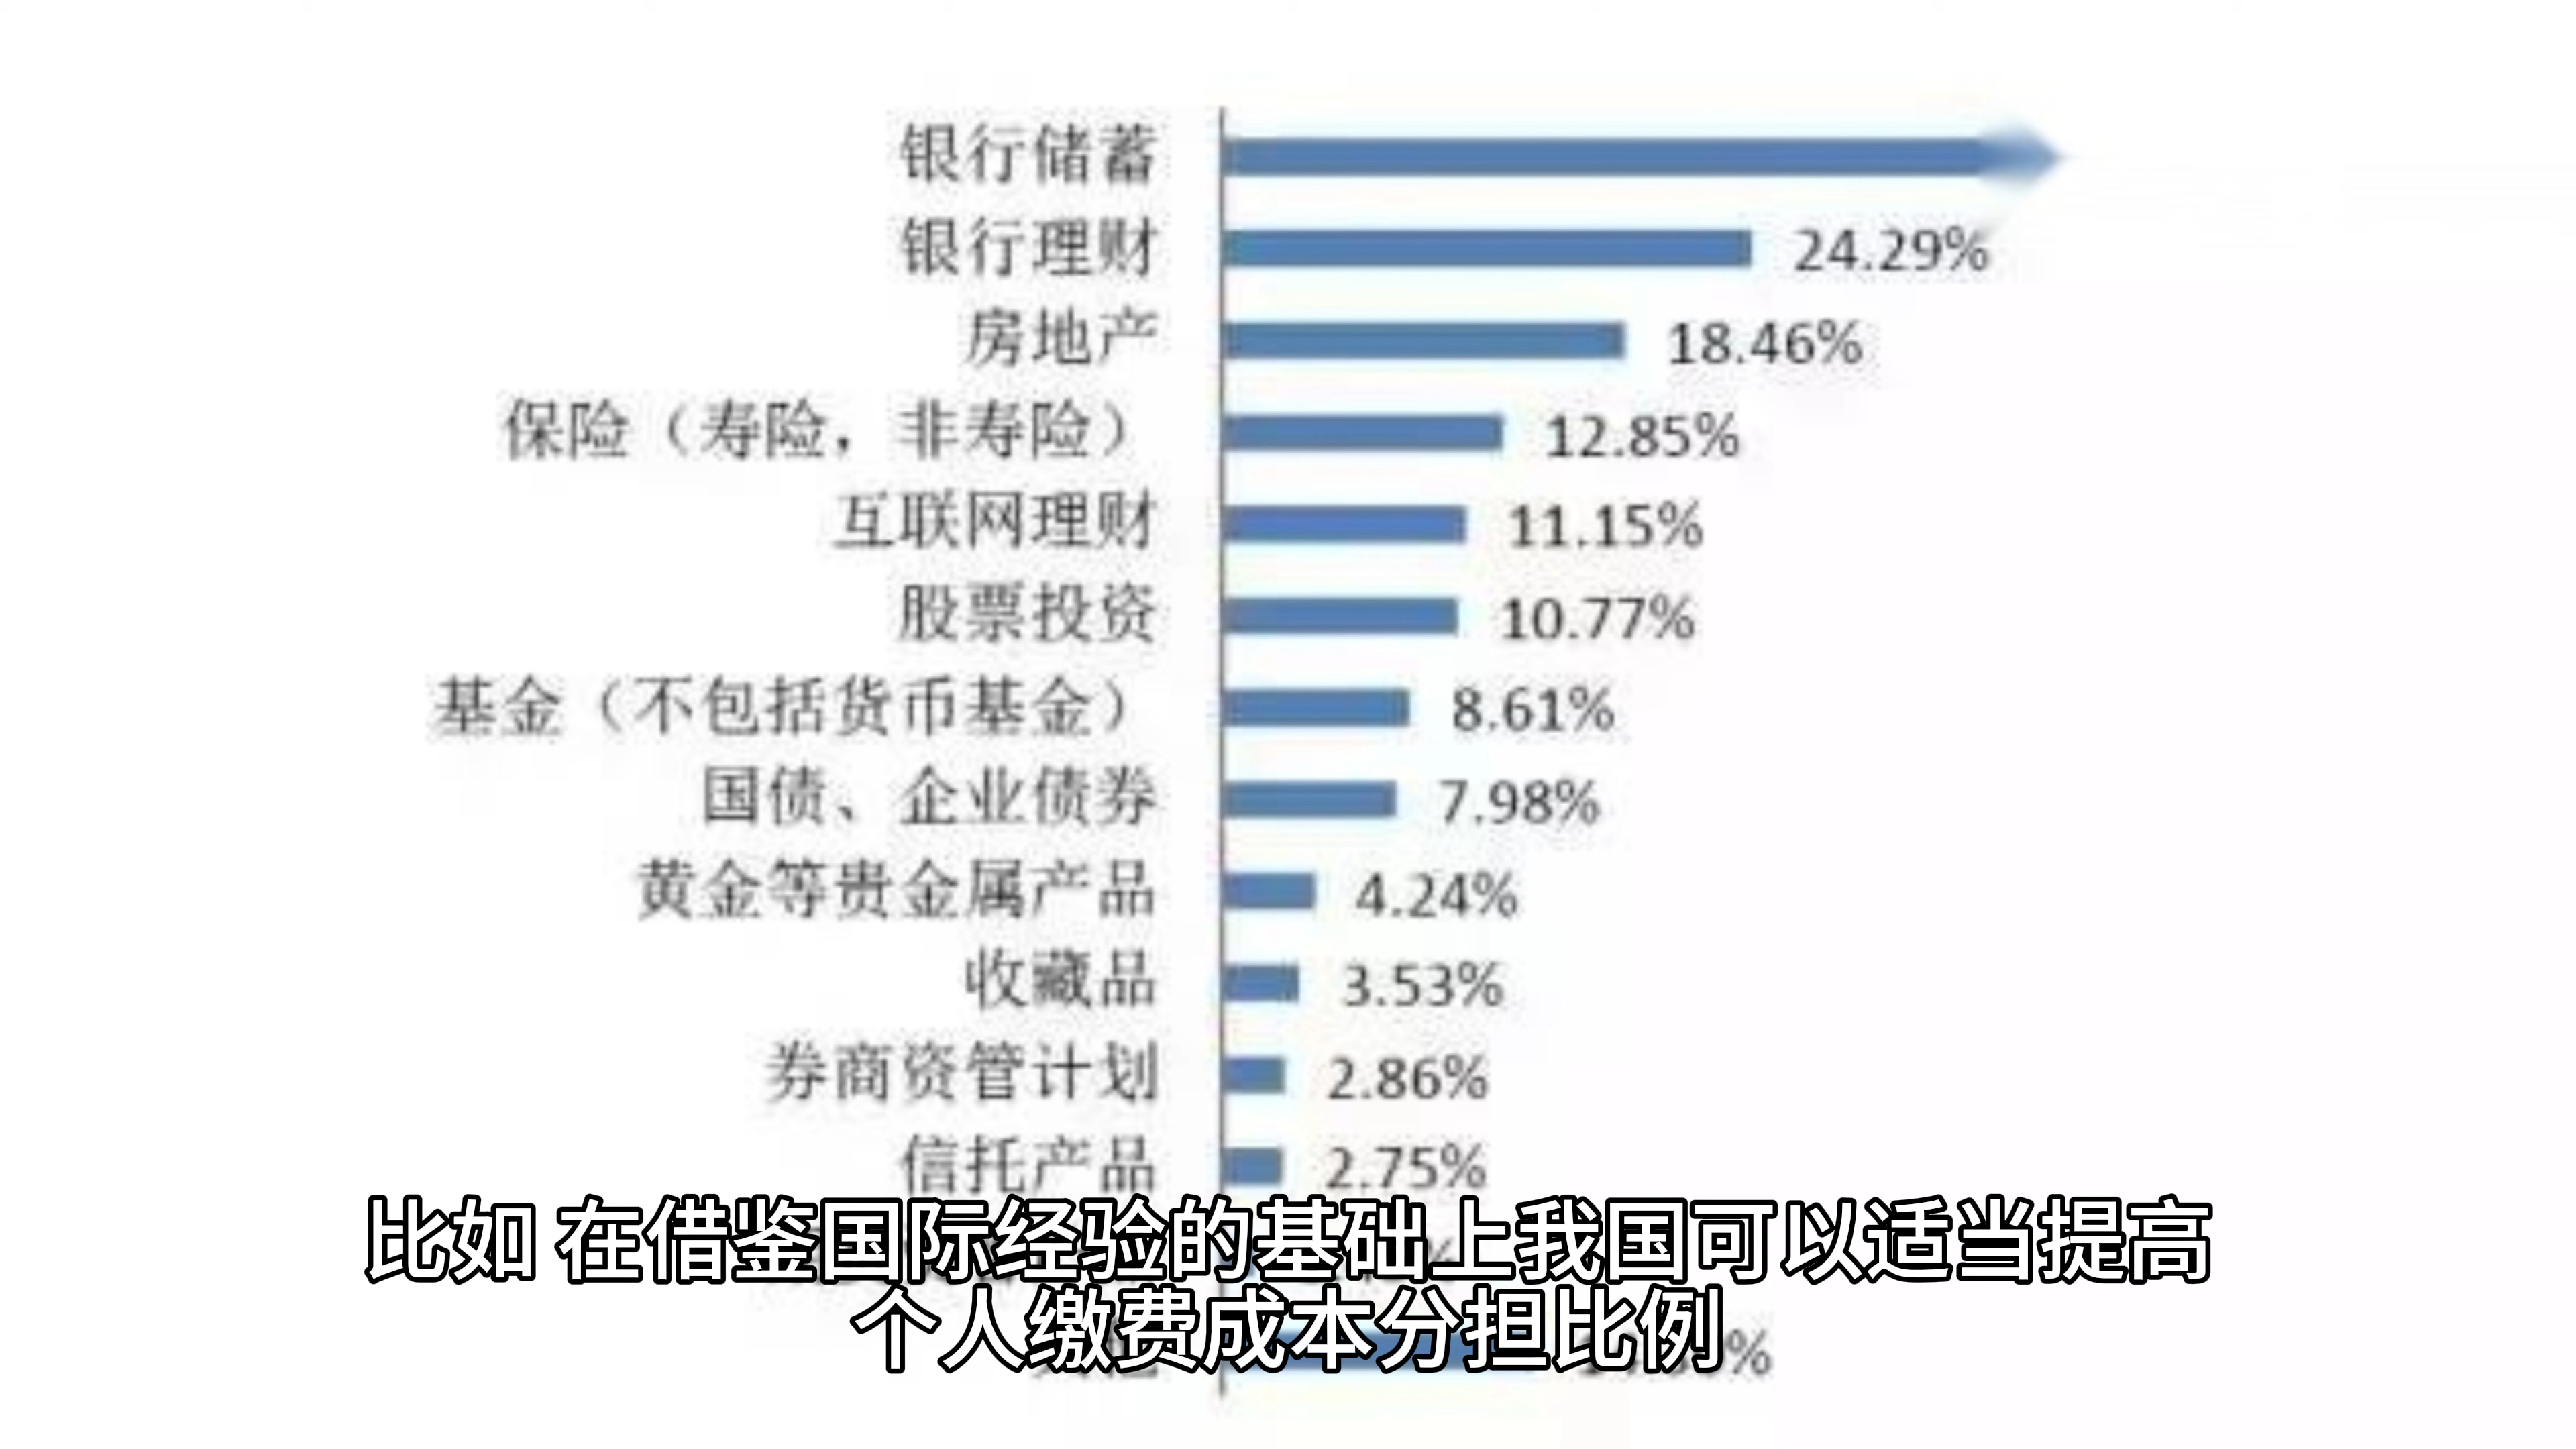 银行储蓄
银行理财 24.29%
房地产 18.46%
保险（寿险，非寿险） 12.85%
互联网理财 11.15%
股票投资 10.77%
基金（不包括货币基金） 8.61%
国债、企业债券 7.98%
黄金等贵金属产品 4.24%
收藏品 3.53%
券商资管计划 2.86%
信托产品 2.75%
比如 在借鉴国际经验的基础上我国可以适当提高
个人缴费成本分担比例